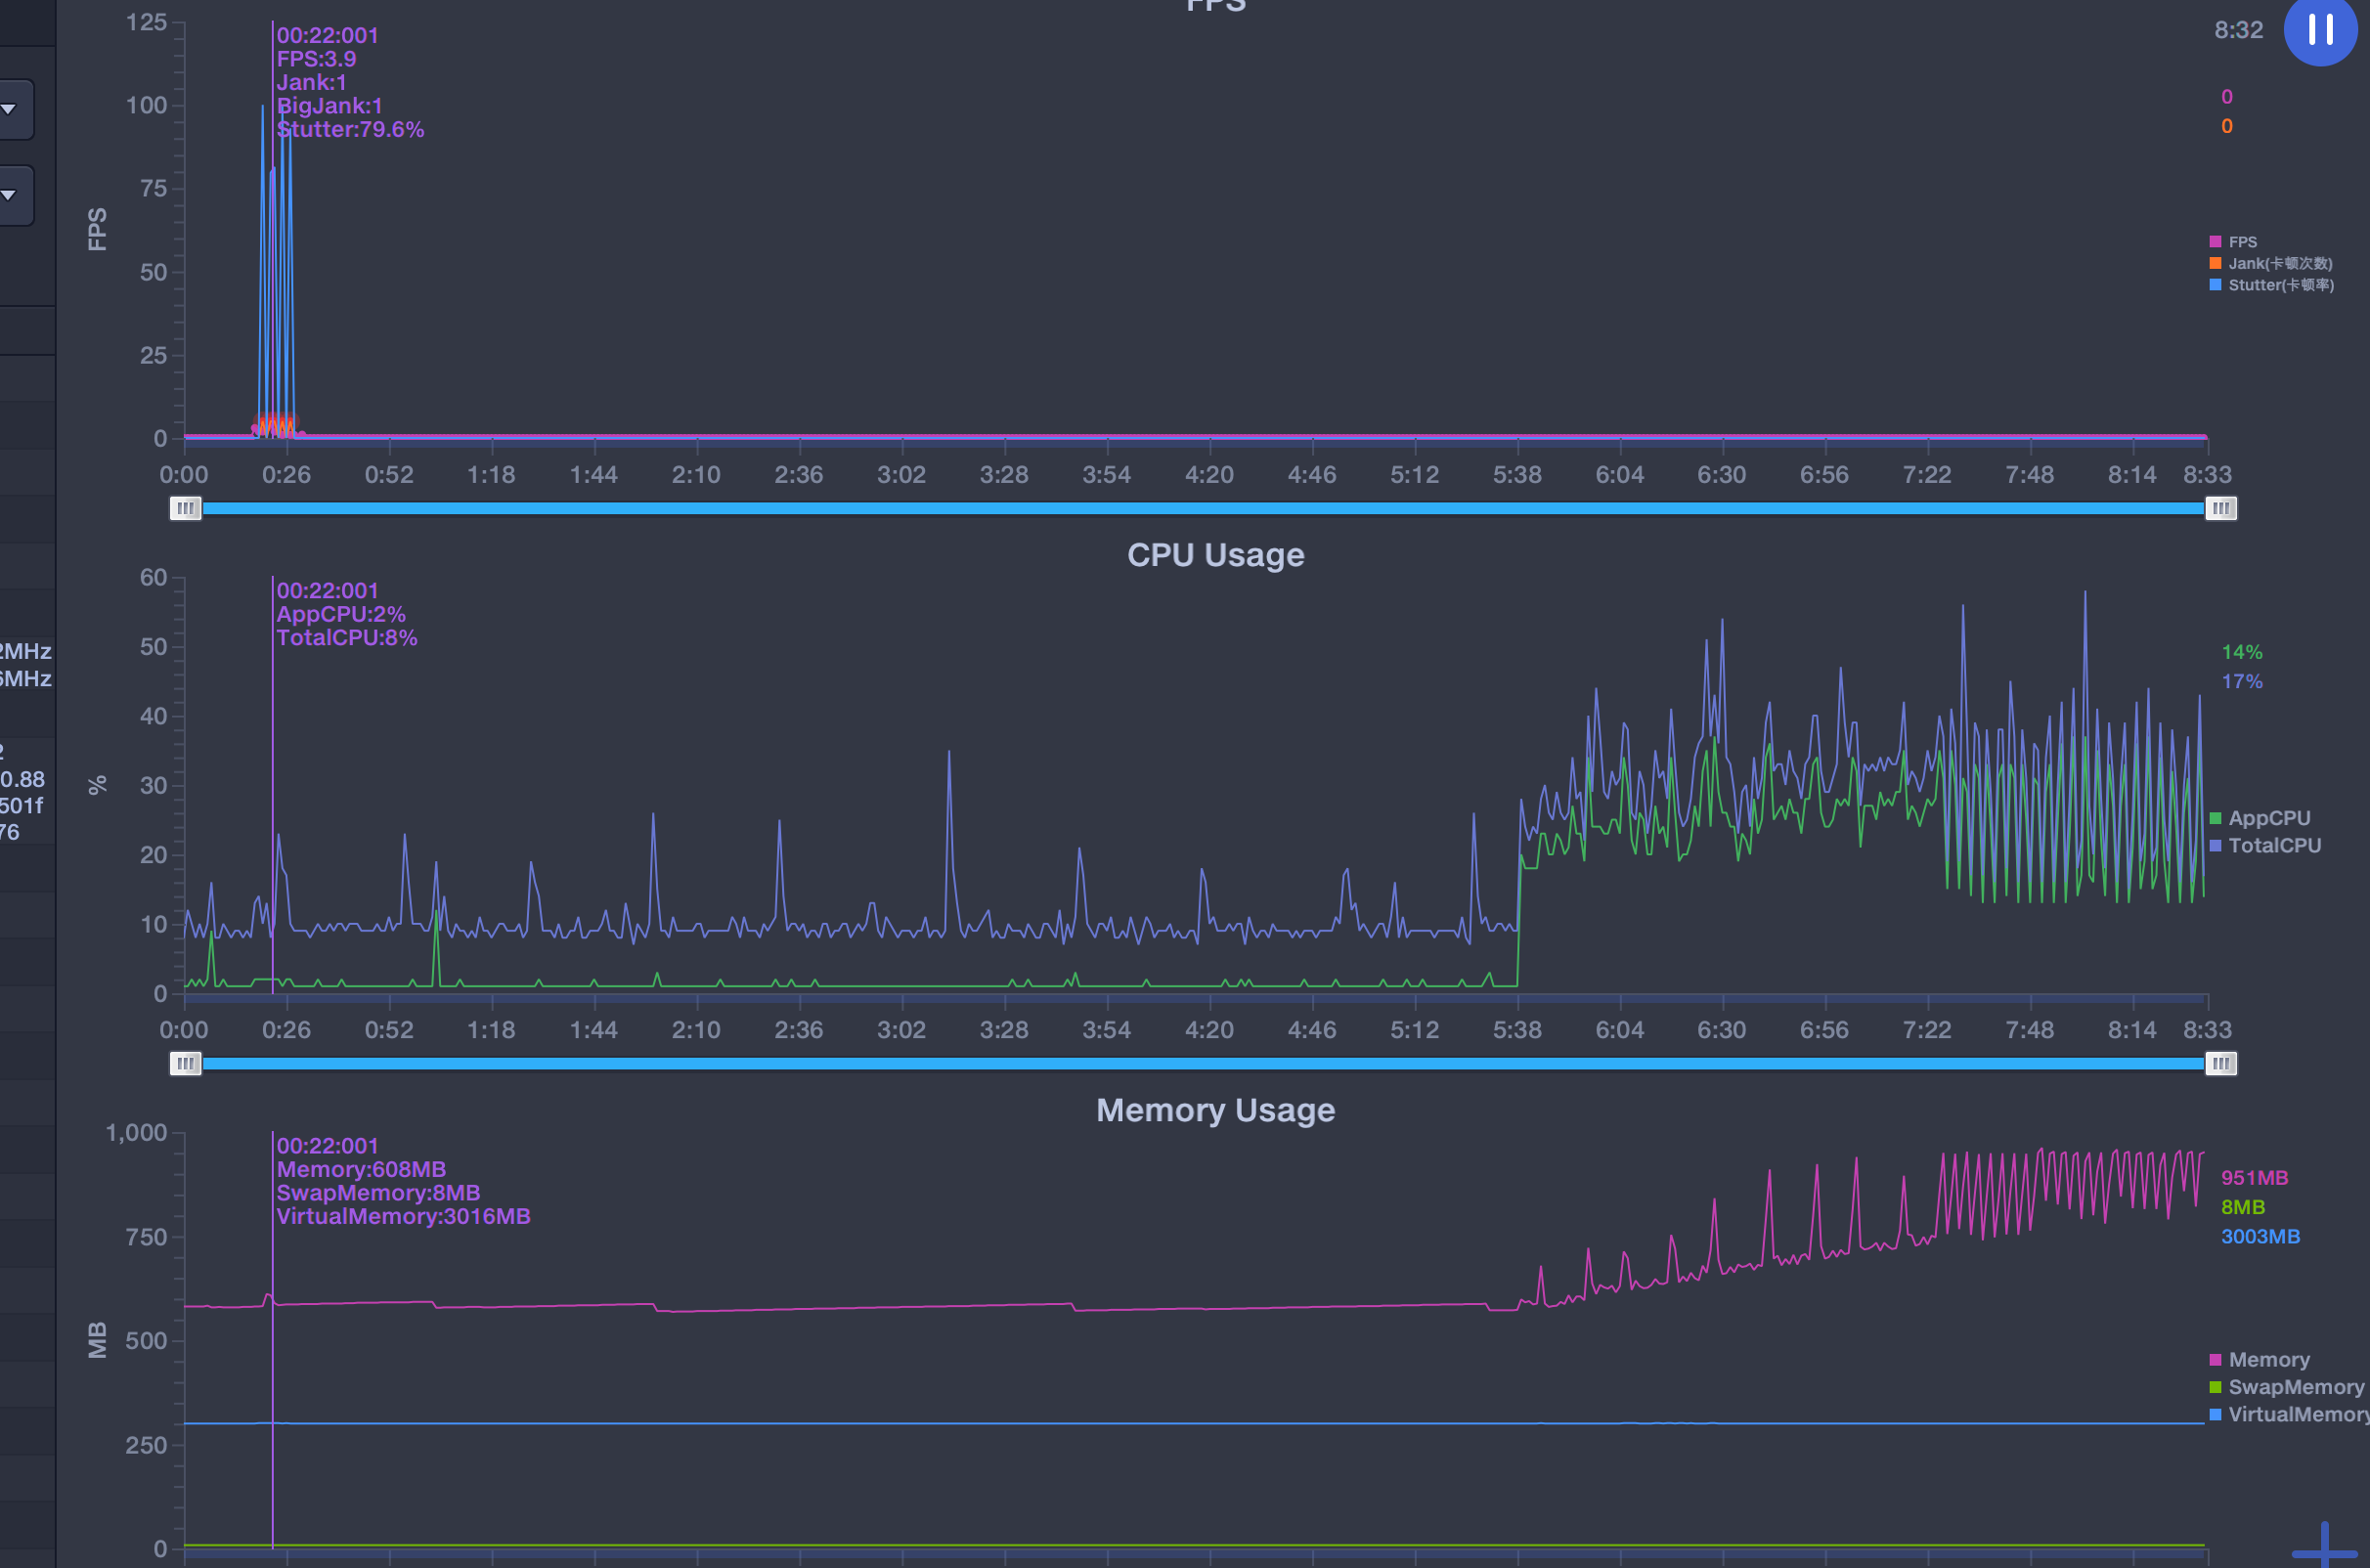 FPS
125
100
75
50
25
0
FPS
00:22:001
FPS:3.9
Jank:1
BigJank:1
Stutter:79.6%
8:32
0
0
FPS
Jank(卡顿次数)
Stutter(卡顿率)
0:00 0:26 0:52 1:18 1:44 2:10 2:36 3:02 3:28 3:54 4:20 4:46 5:12 5:38 6:04 6:30 6:56 7:22 7:48 8:14 8:33
CPU Usage
60
50
40
30
20
10
0
%
00:22:001
AppCPU:2%
TotalCPU:8%
14%
17%
AppCPU
TotalCPU
0:00 0:26 0:52 1:18 1:44 2:10 2:36 3:02 3:28 3:54 4:20 4:46 5:12 5:38 6:04 6:30 6:56 7:22 7:48 8:14 8:33
Memory Usage
1,000
750
500
250
0
MB
00:22:001
Memory:608MB
SwapMemory:8MB
VirtualMemory:3016MB
951MB
8MB
3003MB
Memory
SwapMemory
VirtualMemory
2MHz
6MHz
2
0.88
501f
76